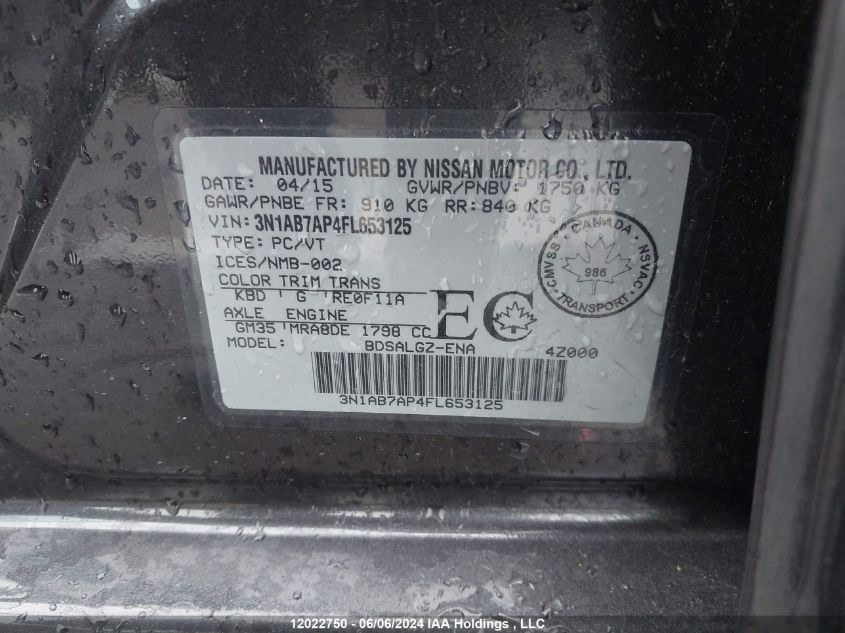 MANUFACTURED BY NISSAN MOTOR CO., LTD.
DATE: 04/15 GVWR/PNBV: 1750 KG
GAWR/PNBE FR: 910 KG RR: 840 KG
VIN: 3N1AB7AP4FL653125
TYPE: PC/VT
ICES/NMB-002
COLOR TRIM TRANS
KBD G RE0F11A
AXLE ENGINE
GM35 MRA8DE 1798 CC
MODEL: BDSALGZ-ENA 4Z000
EC
CANADA
CMVSS 986 NSVAC
TRANSPORT
3N1AB7AP4FL653125
12022750 - 06/06/2024 IAA Holdings, LLC